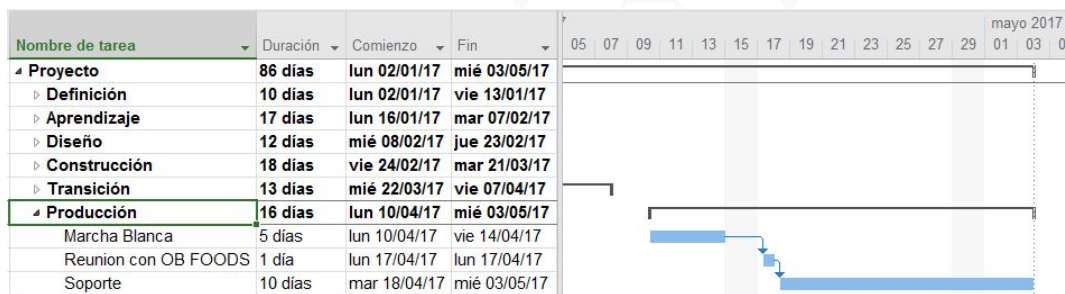 mayo 2017
Nombre de tarea Duración Comienzo Fin 05 07 09 11 13 15 17 19 21 23 25 27 29 01 03
Proyecto 86 días lun 02/01/17 mié 03/05/17
Definición 10 días lun 02/01/17 vie 13/01/17
Aprendizaje 17 días lun 16/01/17 mar 07/02/17
Diseño 12 días mié 08/02/17 jue 23/02/17
Construcción 18 días vie 24/02/17 mar 21/03/17
Transición 13 días mié 22/03/17 vie 07/04/17
Producción 16 días lun 10/04/17 mié 03/05/17
Marcha Blanca 5 días lun 10/04/17 vie 14/04/17
Reunion con OB FOODS 1 día lun 17/04/17 lun 17/04/17
Soporte 10 días mar 18/04/17 mié 03/05/17